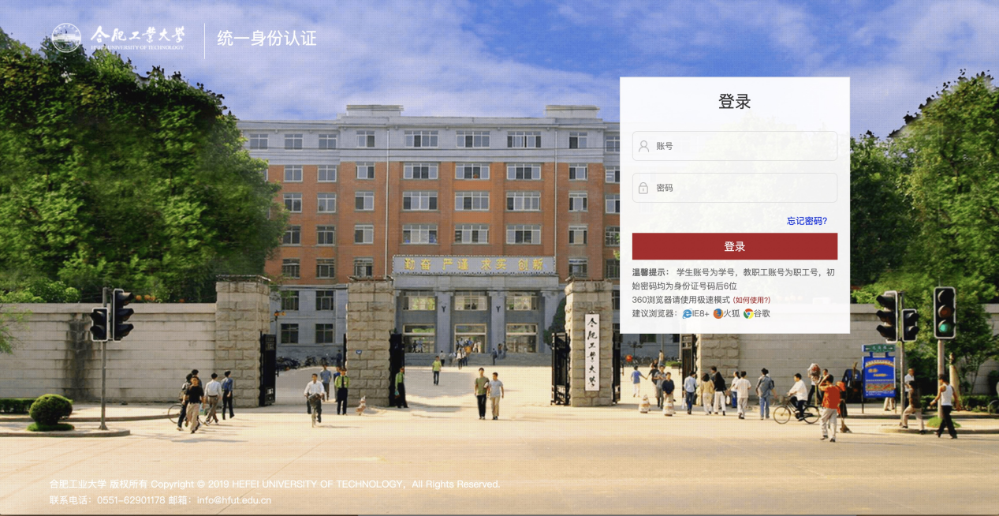 合肥工业大学
HEFEI UNIVERSITY OF TECHNOLOGY
统一身份认证
登录
账号
密码
忘记密码?
登录
温馨提示： 学生账号为学号，教职工账号为职工号，初
始密码均为身份证号码后6位
360浏览器请使用极速模式 (如何使用?)
建议浏览器： IE8+ 火狐 谷歌
勤奋 严谨 求实 创新
合肥工业大学
合肥工业大学 版权所有 Copyright © 2019 HEFEI UNIVERSITY OF TECHNOLOGY，All Rights Reserved.
联系电话：0551-62901178 邮箱：info@hfut.edu.cn